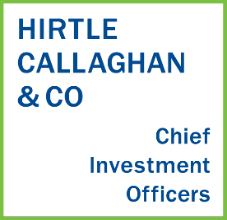 HIRTLE
CALLAGHAN
& CO
Chief
Investment
Officers